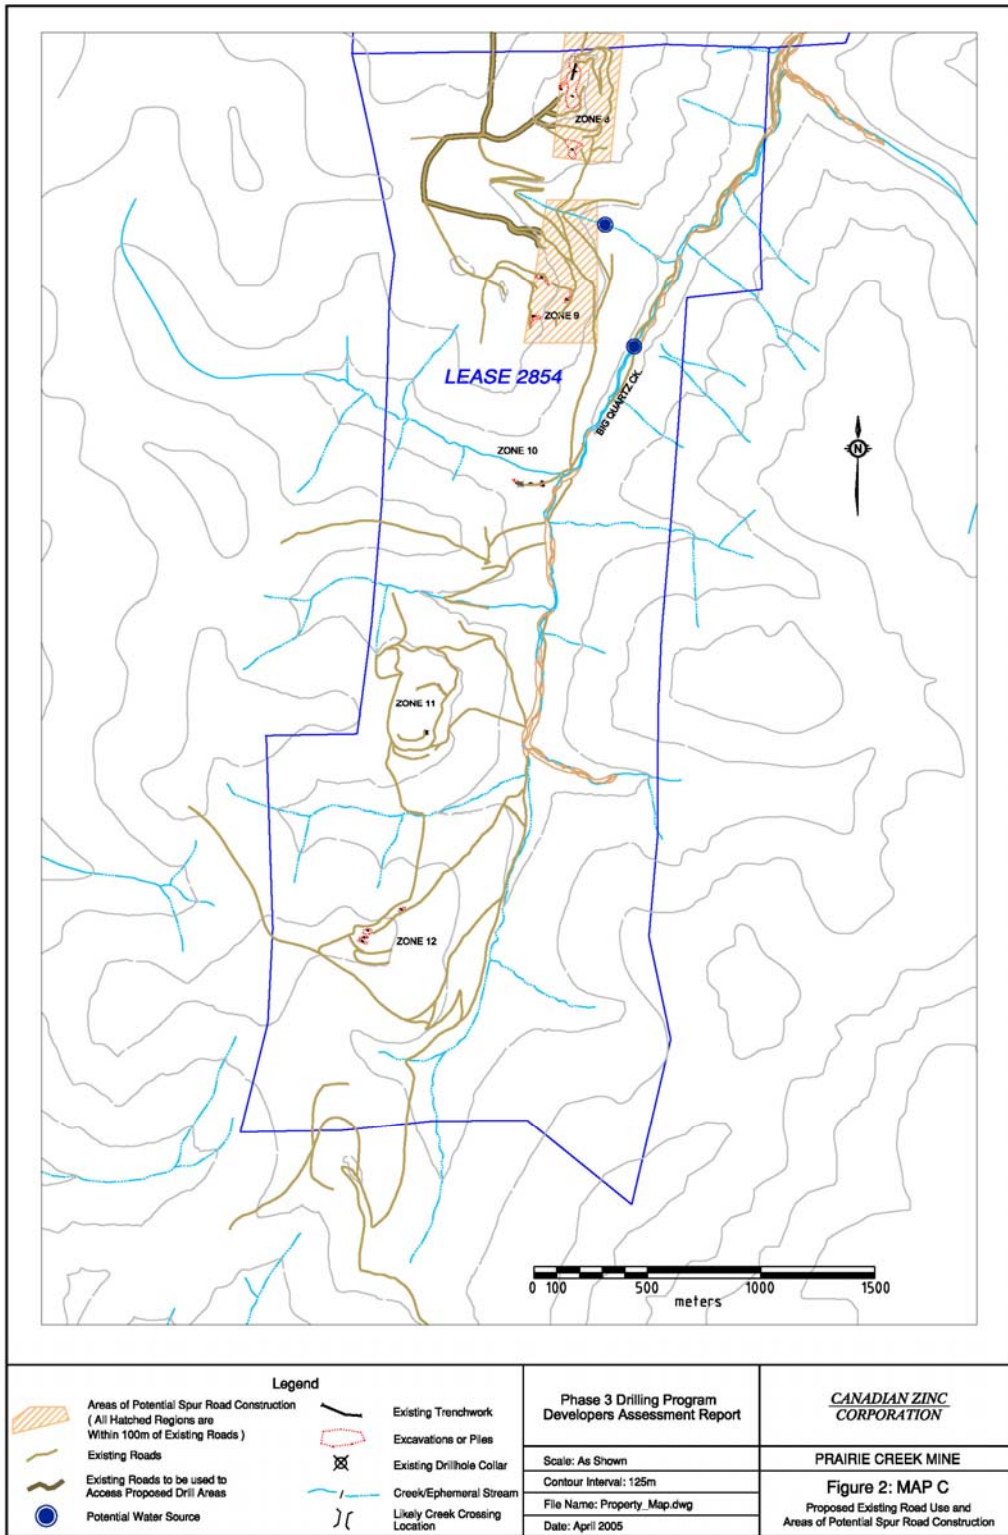 ZONE 8
ZONE 9
LEASE 2854
BIG QUARTZ CK.
ZONE 10
N
ZONE 11
ZONE 12
0 100 500 1000 1500
meters
Legend
Areas of Potential Spur Road Construction
( All Hatched Regions are
Within 100m of Existing Roads )
Existing Roads
Existing Roads to be used to
Access Proposed Drill Areas
Potential Water Source
Existing Trenchwork
Excavations or Piles
Existing Drillhole Collar
Creek/Ephemeral Stream
Likely Creek Crossing
Location
Phase 3 Drilling Program
Developers Assessment Report
Scale: As Shown
Contour Interval: 125m
File Name: Property_Map.dwg
Date: April 2005
CANADIAN ZINC
CORPORATION
PRAIRIE CREEK MINE
Figure 2: MAP C
Proposed Existing Road Use and
Areas of Potential Spur Road Construction